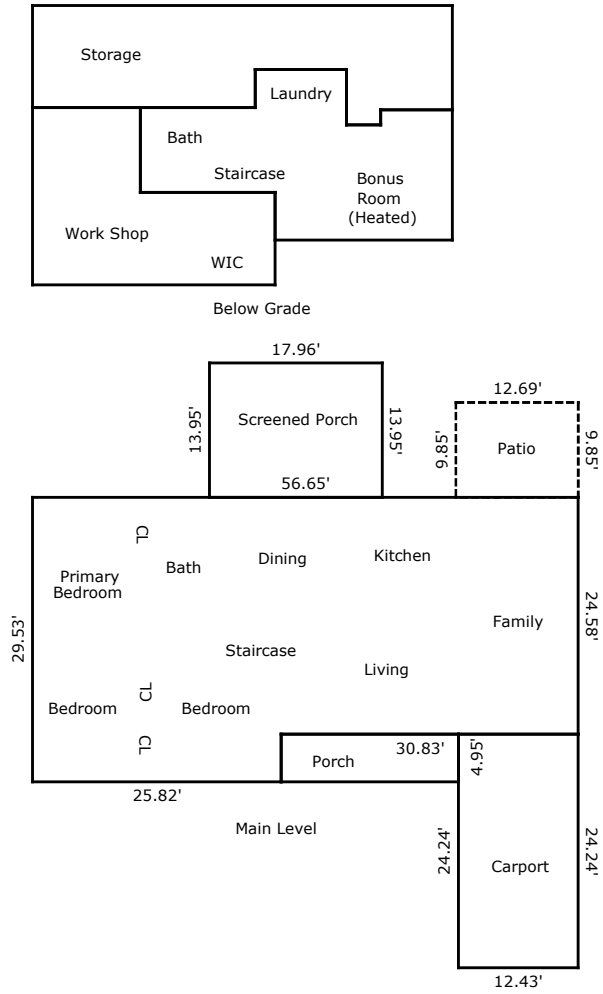 Storage
Laundry
Bath
Staircase
Bonus
Room
(Heated)
Work Shop
WIC
Below Grade
17.96'
13.95'
Screened Porch
13.95'
12.69'
9.85'
Patio
9.85'
56.65'
CL
Bath
Dining
Kitchen
Primary
Bedroom
29.53'
24.58'
Family
Staircase
Living
Bedroom
CL
Bedroom
CL
Porch
30.83'
4.95'
25.82'
Main Level
24.24'
Carport
24.24'
12.43'